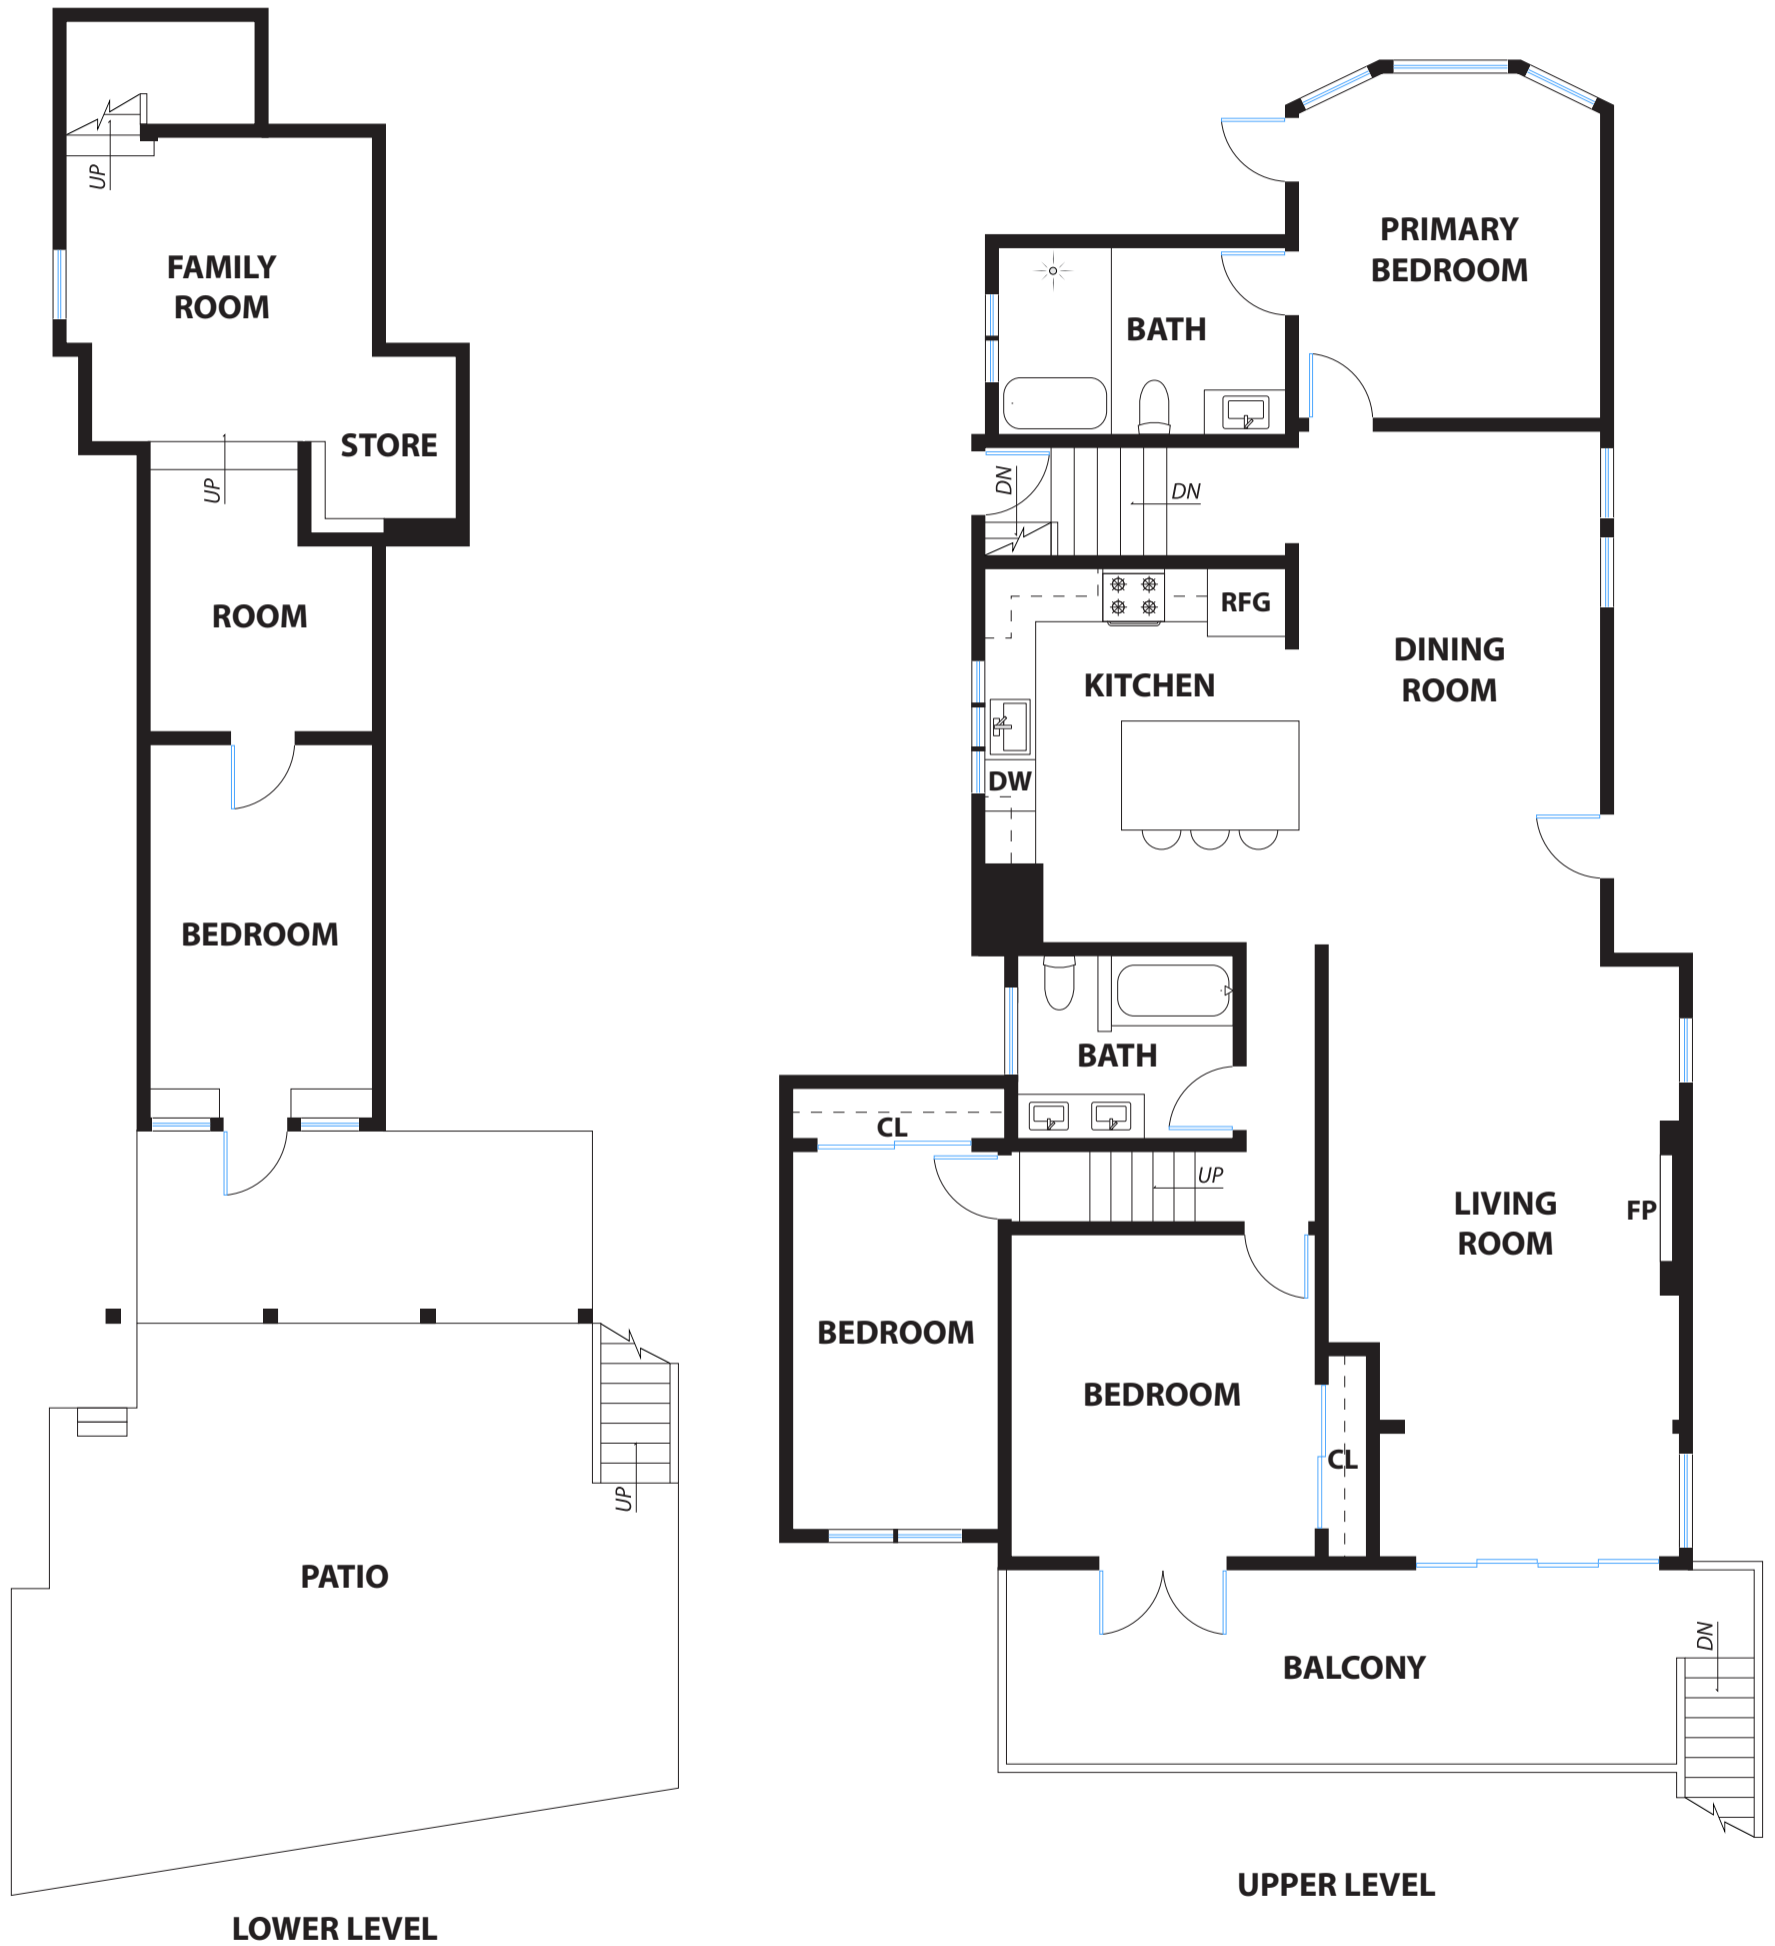 UP
FAMILY
ROOM
STORE
UP
ROOM
BEDROOM
UP
PATIO
LOWER LEVEL
PRIMARY
BEDROOM
BATH
DN
DN
RFG
KITCHEN
DINING
ROOM
DW
BATH
CL
UP
LIVING
ROOM
FP
BEDROOM
BEDROOM
CL
DN
BALCONY
UPPER LEVEL